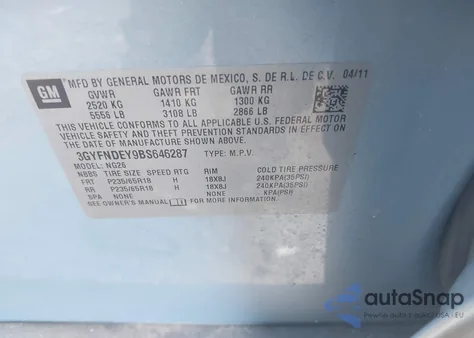 GM
MFD BY GENERAL MOTORS DE MEXICO, S. DE R.L. DE C.V. 04/11
GVWR GAWR FRT GAWR RR
2520 KG 1410 KG 1300 KG
5556 LB 3108 LB 2866 LB
THIS VEHICLE CONFORMS TO ALL APPLICABLE U.S. FEDERAL MOTOR
VEHICLE SAFETY AND THEFT PREVENTION STANDARDS IN EFFECT ON
THE DATE OF MANUFACTURE SHOWN ABOVE.
3GYFNDEY9BS646287 TYPE: M.P.V.
MODEL: NG26
NBBS TIRE SIZE SPEED RTG RIM COLD TIRE PRESSURE
FRT P235/65R18 H 18X8J 240KPA(35PSI)
RR P235/65R18 H 18X8J 240KPA(35PSI)
SPA NONE NONE KPA(PSI)
SEE OWNER'S MANUAL
autoSnap